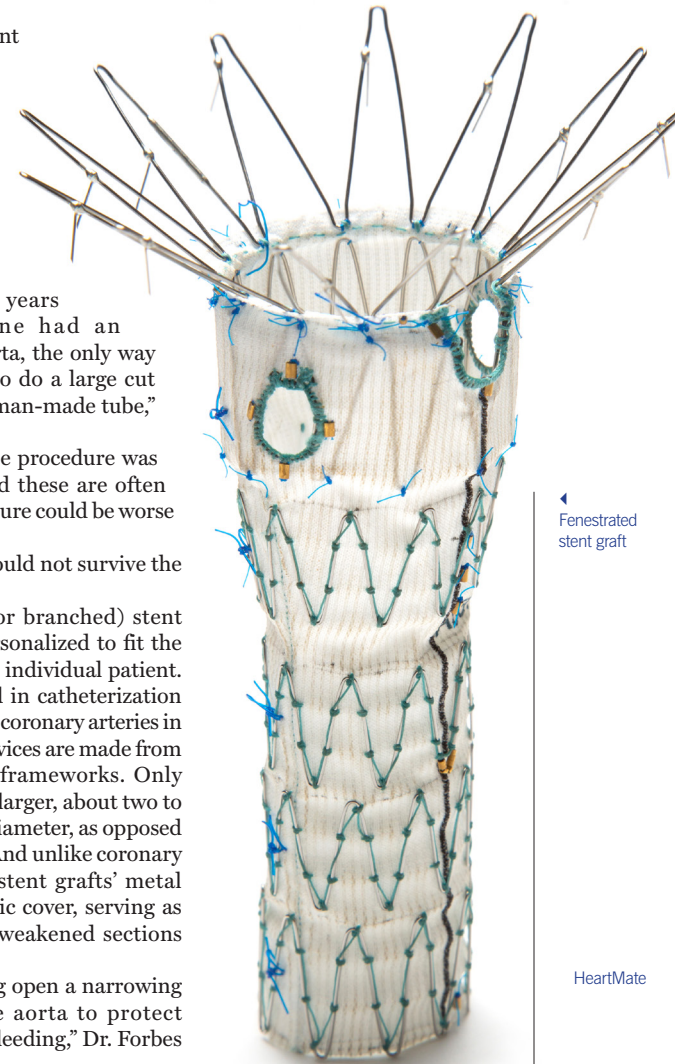 nt
years
ne had an
rta, the only way
o do a large cut
man-made tube,”
e procedure was
d these are often
ure could be worse
ould not survive the
or branched) stent
rsonalized to fit the
individual patient.
l in catheterization
coronary arteries in
vices are made from
frameworks. Only
larger, about two to
iameter, as opposed
And unlike coronary
stent grafts’ metal
ic cover, serving as
weakened sections
g open a narrowing
e aorta to protect
leeding,” Dr. Forbes
Fenestrated
stent graft
HeartMate